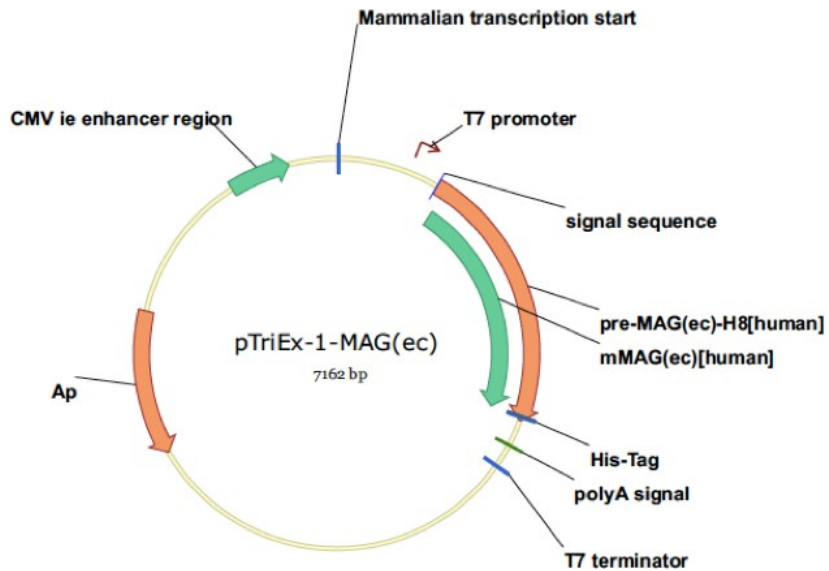 Mammalian transcription start
CMV ie enhancer region
T7 promoter
signal sequence
pre-MAG(ec)-H8[human]
mMAG(ec)[human]
pTriEx-1-MAG(ec)
7162 bp
Ap
His-Tag
polyA signal
T7 terminator